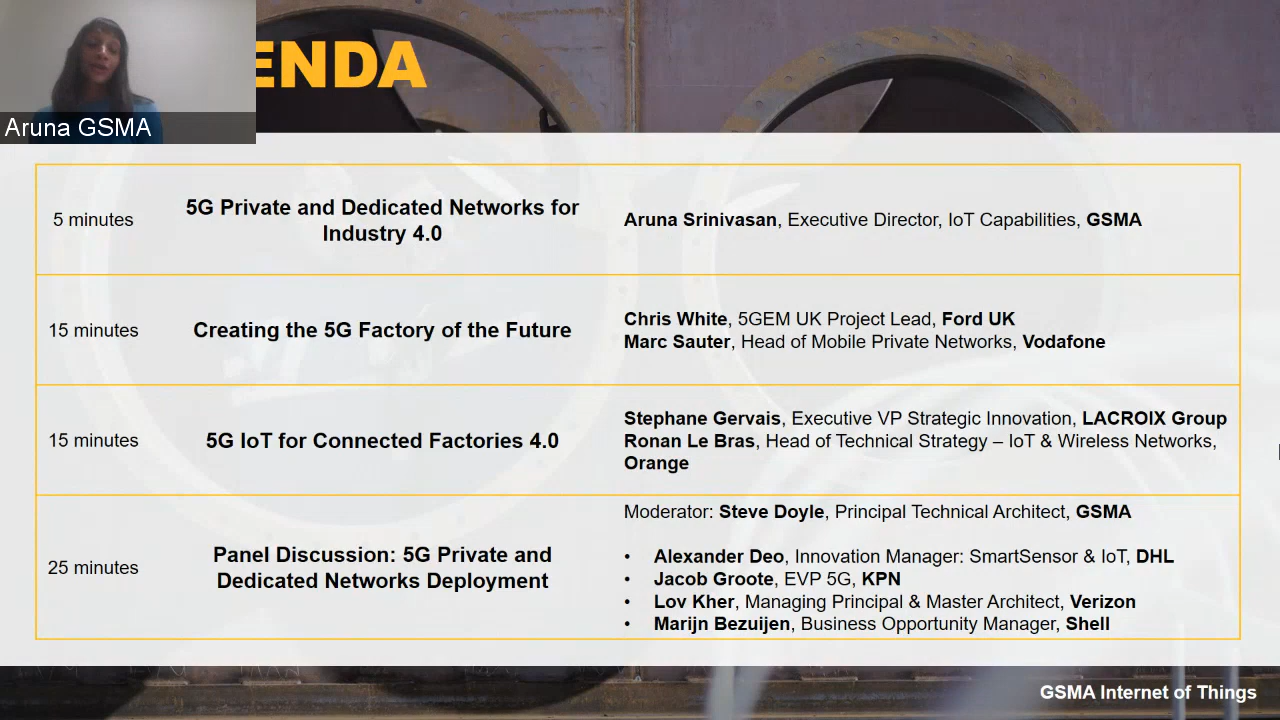 ENDA
Aruna GSMA
5 minutes
5G Private and Dedicated Networks for
Industry 4.0
Aruna Srinivasan, Executive Director, IoT Capabilities, GSMA
15 minutes
Creating the 5G Factory of the Future
Chris White, 5GEM UK Project Lead, Ford UK
Marc Sauter, Head of Mobile Private Networks, Vodafone
15 minutes
5G IoT for Connected Factories 4.0
Stephane Gervais, Executive VP Strategic Innovation, LACROIX Group
Ronan Le Bras, Head of Technical Strategy – IoT & Wireless Networks,
Orange
25 minutes
Panel Discussion: 5G Private and
Dedicated Networks Deployment
Moderator: Steve Doyle, Principal Technical Architect, GSMA
• Alexander Deo, Innovation Manager: SmartSensor & IoT, DHL
• Jacob Groote, EVP 5G, KPN
• Lov Kher, Managing Principal & Master Architect, Verizon
• Marijn Bezuijen, Business Opportunity Manager, Shell
GSMA Internet of Things